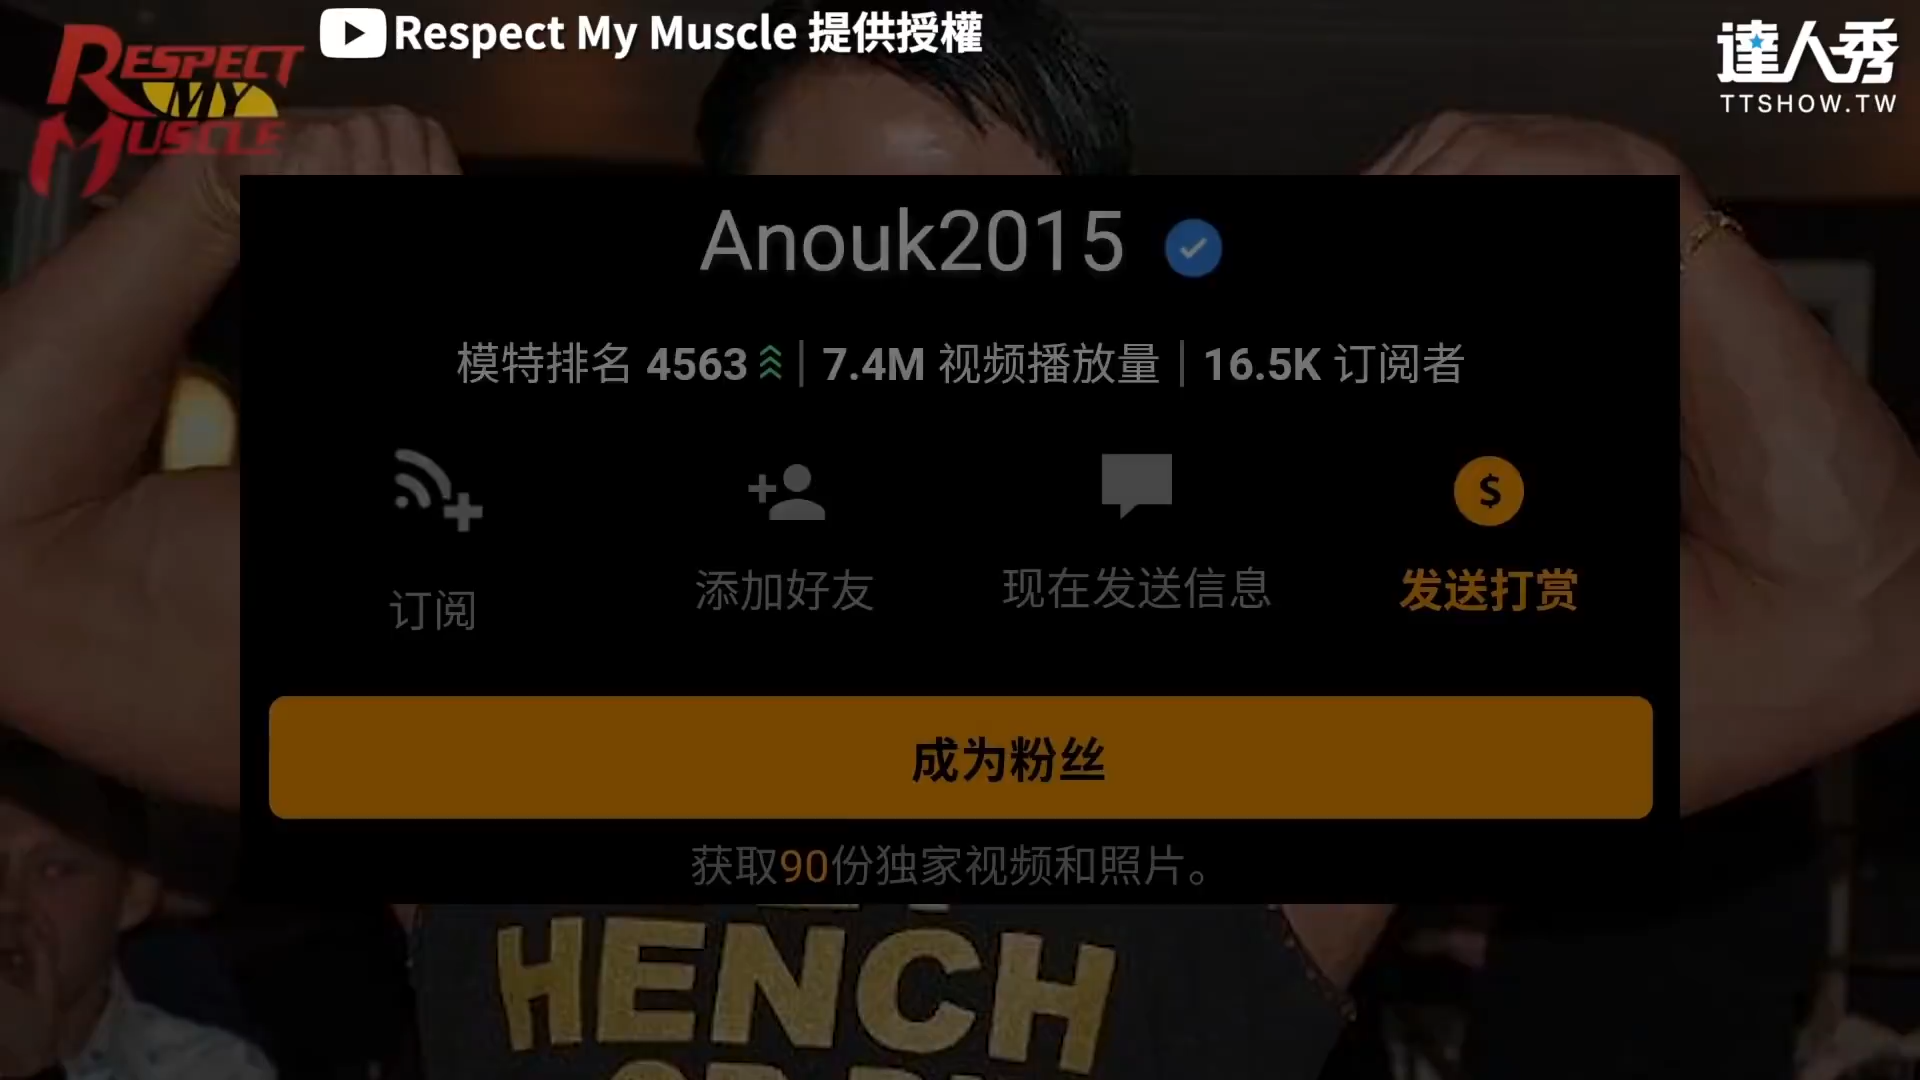 RESPECT
MY
MUSCLE
Respect My Muscle 提供授權
達人秀
TTSHOW.TW
Anouk2015
模特排名 4563 | 7.4M 视频播放量 | 16.5K 订阅者
订阅
添加好友
现在发送信息
$
发送打赏
成为粉丝
获取90份独家视频和照片。
HENCH